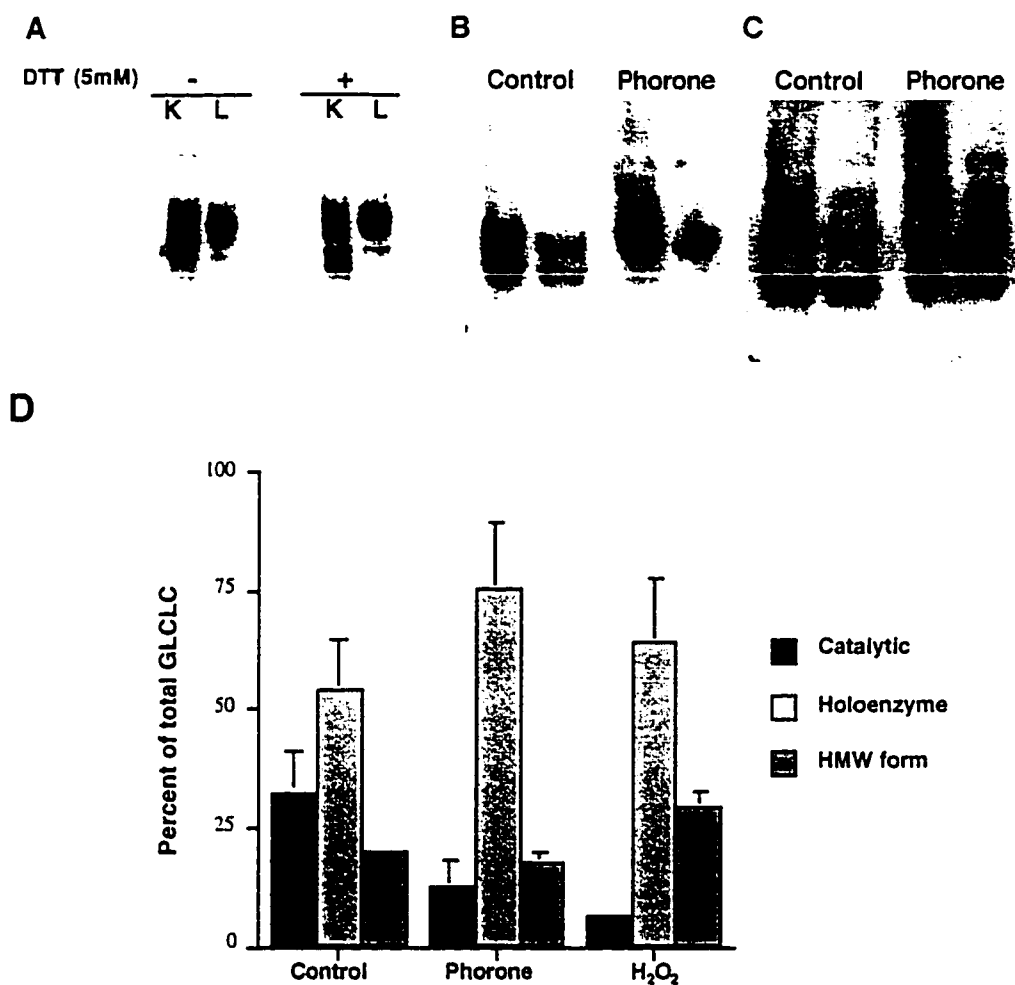 A
DTT (5mM) - +
K L K L
B
Control Phorone
C
Control Phorone
D
Percent of total GLCLC
100
75
50
25
0
Control Phorone H₂O₂
Catalytic
Holoenzyme
HMW form